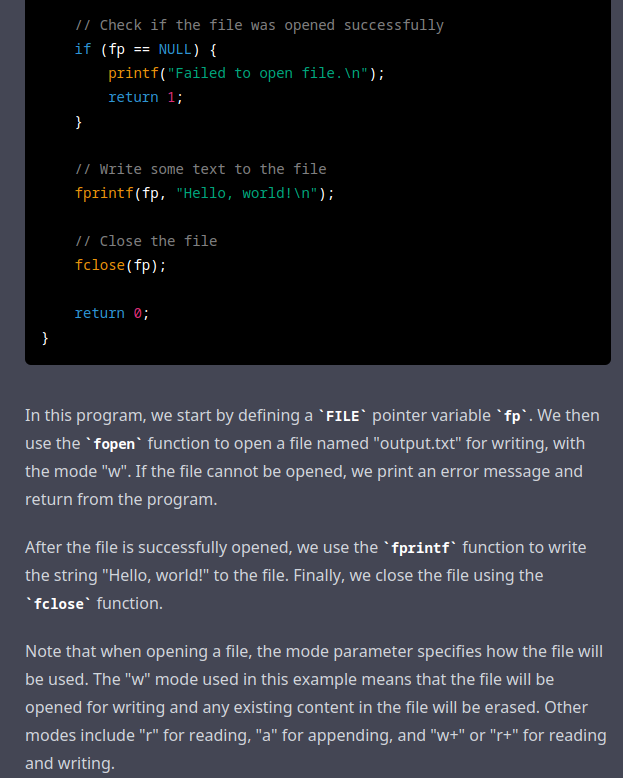 // Check if the file was opened successfully
if (fp == NULL) {
printf("Failed to open file.\n");
return 1;
}
// Write some text to the file
fprintf(fp, "Hello, world!\n");
// Close the file
fclose(fp);
return 0;
}
In this program, we start by defining a `FILE` pointer variable `fp`. We then
use the `fopen` function to open a file named "output.txt" for writing, with
the mode "w". If the file cannot be opened, we print an error message and
return from the program.
After the file is successfully opened, we use the `fprintf` function to write
the string "Hello, world!" to the file. Finally, we close the file using the
`fclose` function.
Note that when opening a file, the mode parameter specifies how the file will
be used. The "w" mode used in this example means that the file will be
opened for writing and any existing content in the file will be erased. Other
modes include "r" for reading, "a" for appending, and "w+" or "r+" for reading
and writing.